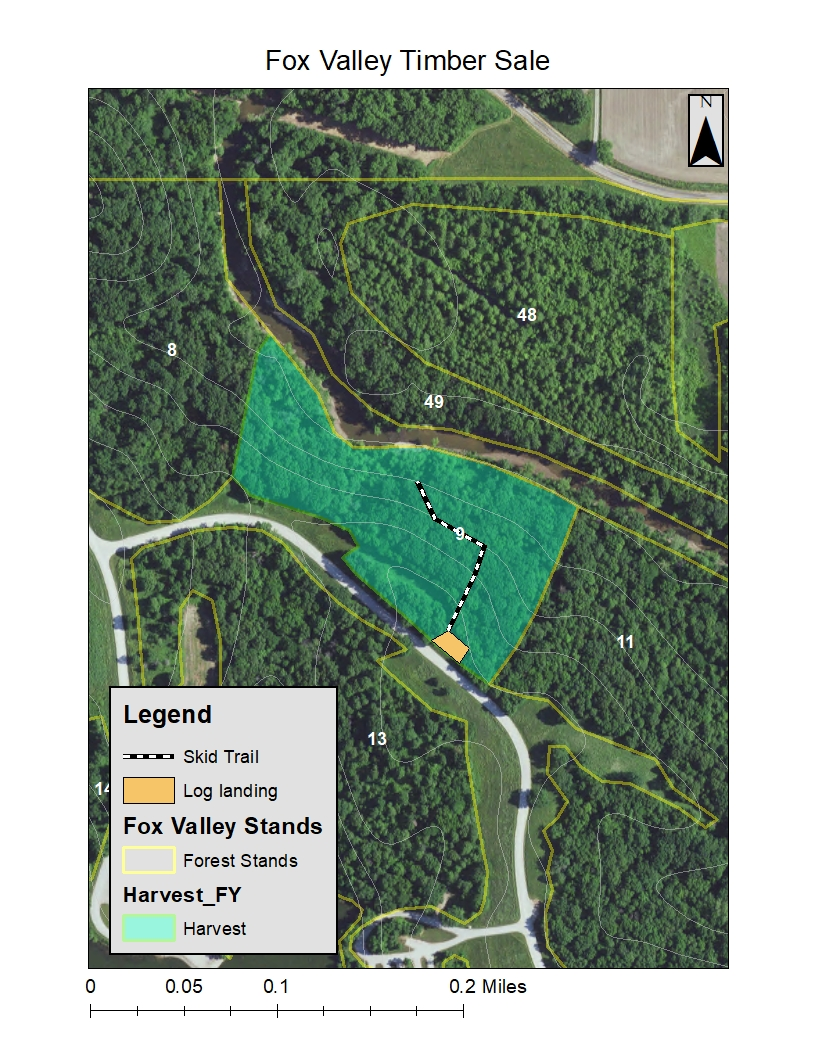 Fox Valley Timber Sale
N
48
8
49
9
11
13
14
Legend
Skid Trail
Log landing
Fox Valley Stands
Forest Stands
Harvest_FY
Harvest
0 0.05 0.1 0.2 Miles